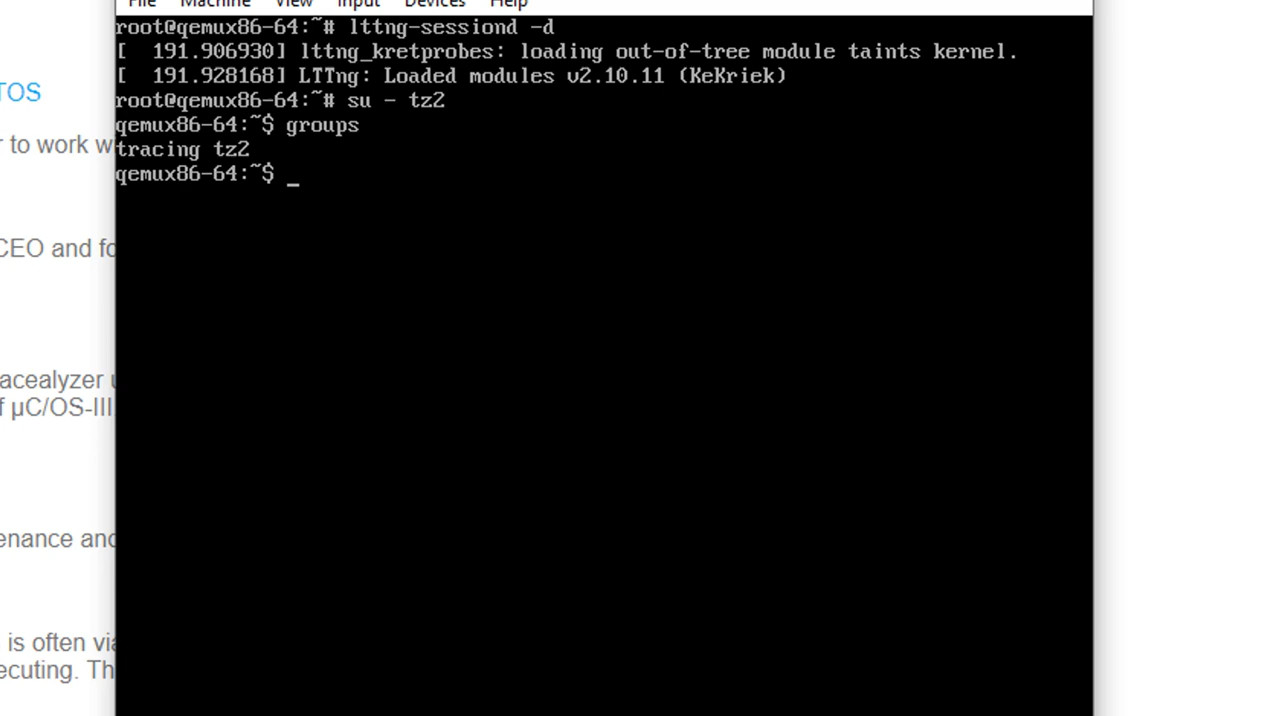 File Machine View Input Devices Help
root@qemux86-64:~# lttng-sessiond -d
[  191.906930] lttng_kretprobes: loading out-of-tree module taints kernel.
[  191.928168] LTTng: Loaded modules v2.10.11 (KeKriek)
root@qemux86-64:~# su - tz2
qemux86-64:~$ groups
tracing tz2
qemux86-64:~$ _
TOS
r to work w
CEO and fo
acealyzer u
f µC/OS-III
enance and
is often via
ecuting. Th